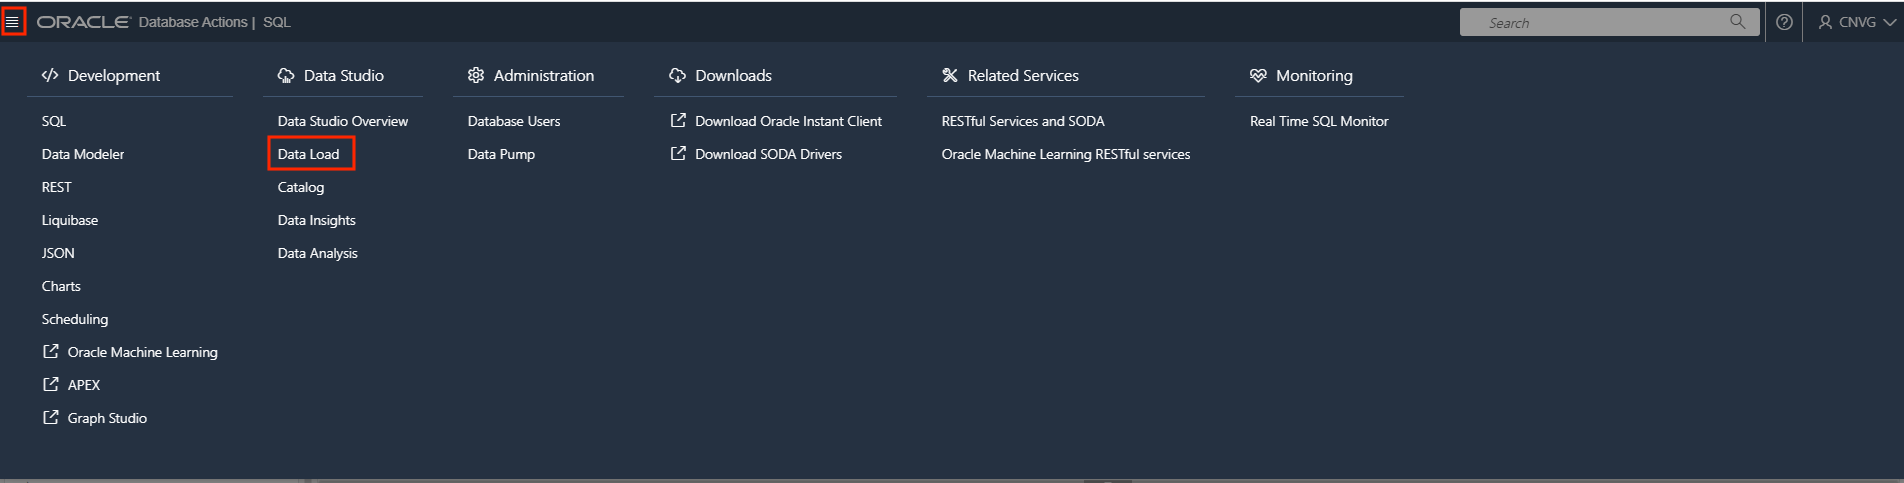 ORACLE Database Actions | SQL
Search
CNVG
Development
SQL
Data Modeler
REST
Liquibase
JSON
Charts
Scheduling
Oracle Machine Learning
APEX
Graph Studio
Data Studio
Data Studio Overview
Data Load
Catalog
Data Insights
Data Analysis
Administration
Database Users
Data Pump
Downloads
Download Oracle Instant Client
Download SODA Drivers
Related Services
RESTful Services and SODA
Oracle Machine Learning RESTful services
Monitoring
Real Time SQL Monitor